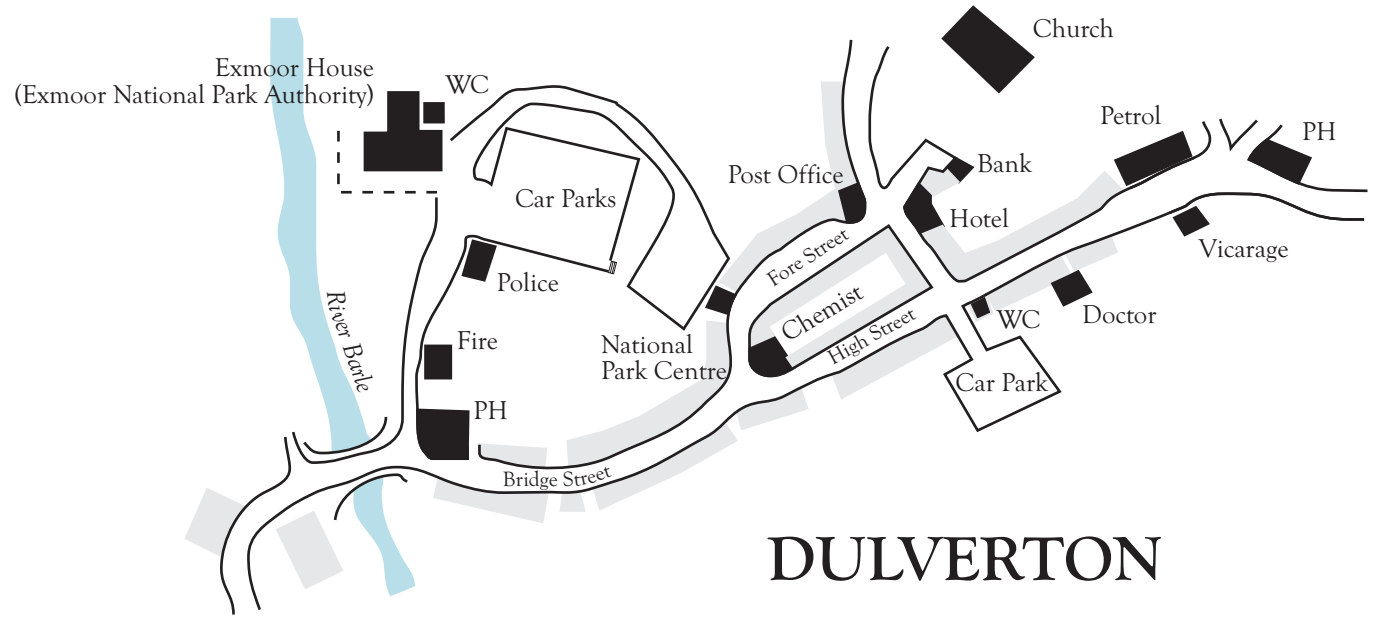 Church
Exmoor House
(Exmoor National Park Authority)
WC
Petrol
PH
Post Office
Bank
Car Parks
Hotel
Fore Street
Vicarage
Police
River Barle
Chemist
High Street
WC
Doctor
Fire
National
Park Centre
Car Park
PH
Bridge Street
DULVERTON